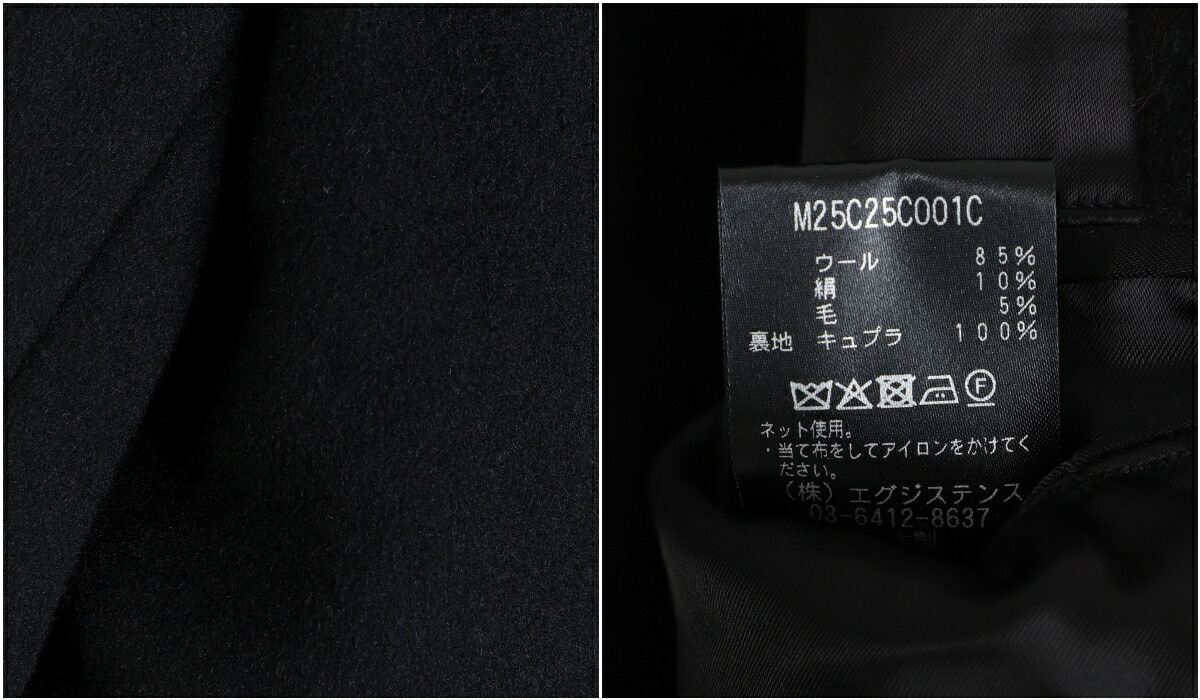 M25C25C001C
ウール 85%
絹 10%
毛 5%
裏地 キュプラ 100%
F
ネット使用。
・当て布をしてアイロンをかけてく
ださい。
(株) エグジステンス
03-6412-8637